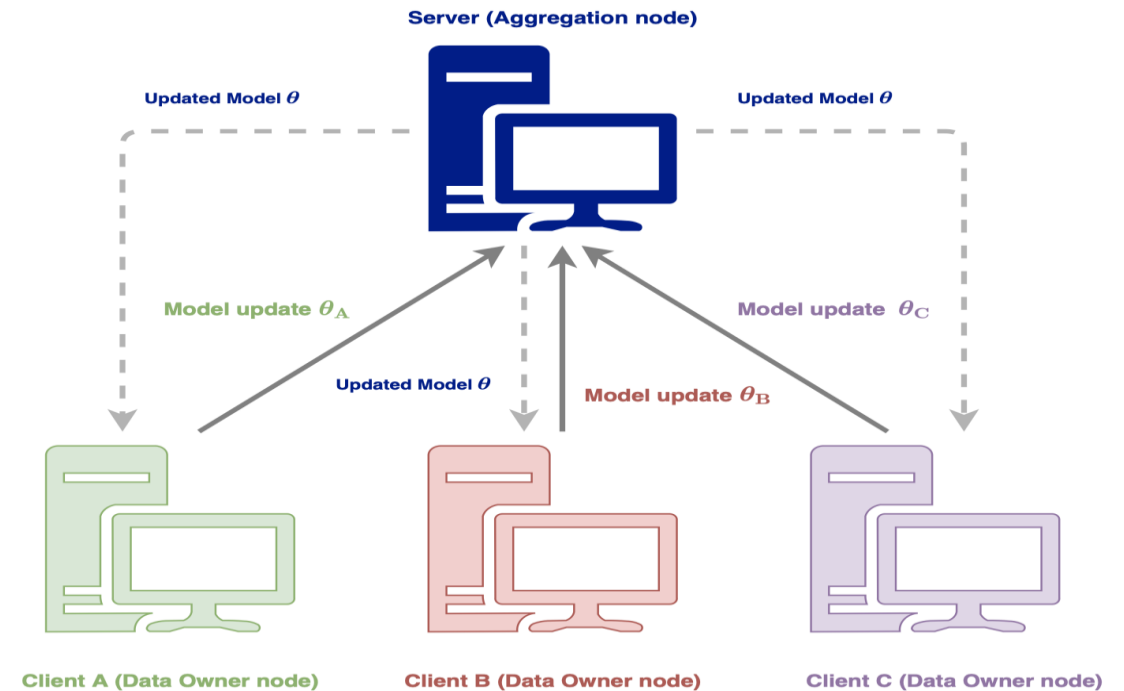 Server (Aggregation node)
Updated Model θ
Updated Model θ
Model update θA
Model update θC
Updated Model θ
Model update θB
Client A (Data Owner node)
Client B (Data Owner node)
Client C (Data Owner node)